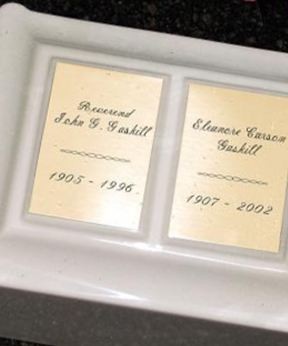 Reverend
John G. Gaskill
1905 - 1996
Eleanore Carson
Gaskill
1907 - 2002